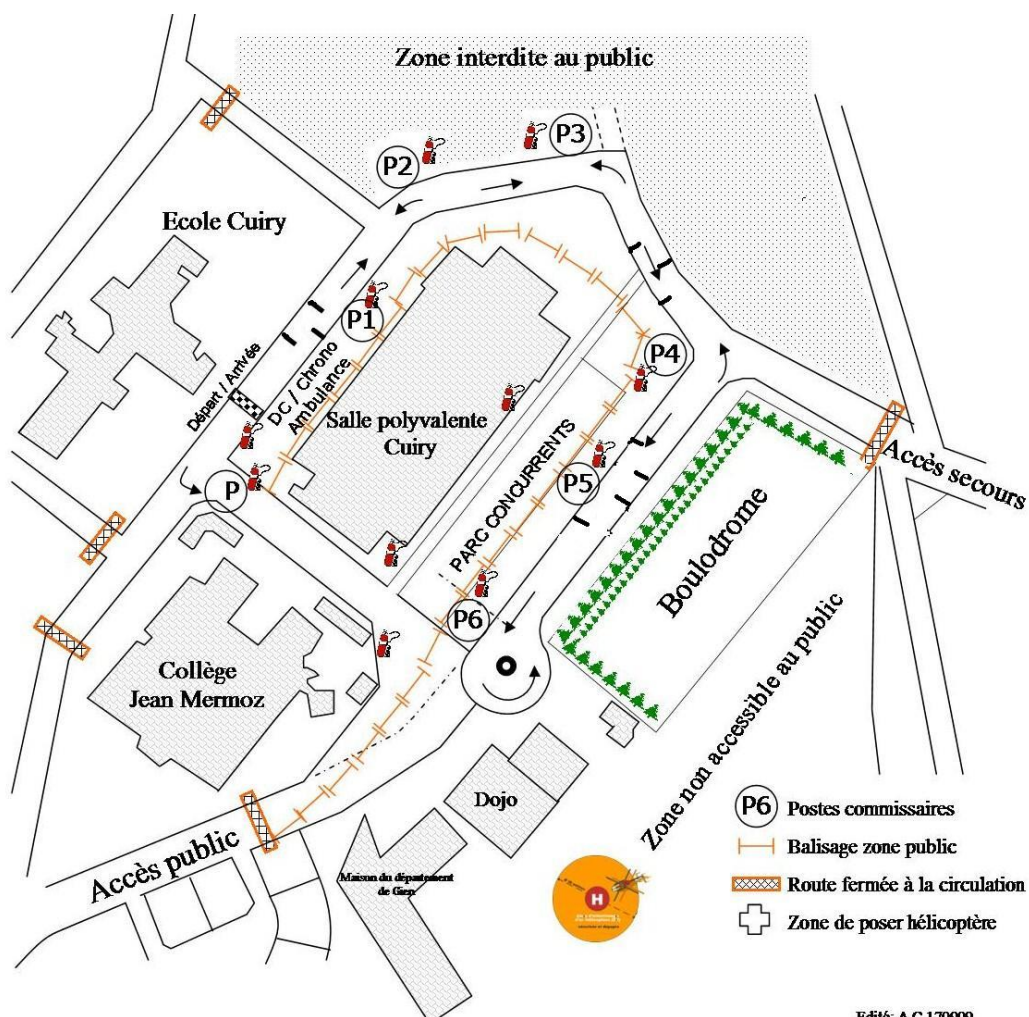 Zone interdite au public
P3
P2
Ecole Cuiry
P1
Départ / Arrivée
DC / Chrono
Ambulance
P4
Salle polyvalente
Cuiry
PARC CONCURRENTS
P
P5
Accès secours
Boulodrome
P6
Collège
Jean Mermoz
Zone non accessible au public
Dojo
Accès public
Maison du département
de Gien
H
P6 Postes commissaires
Balisage zone public
Route fermée à la circulation
Zone de poser hélicoptère